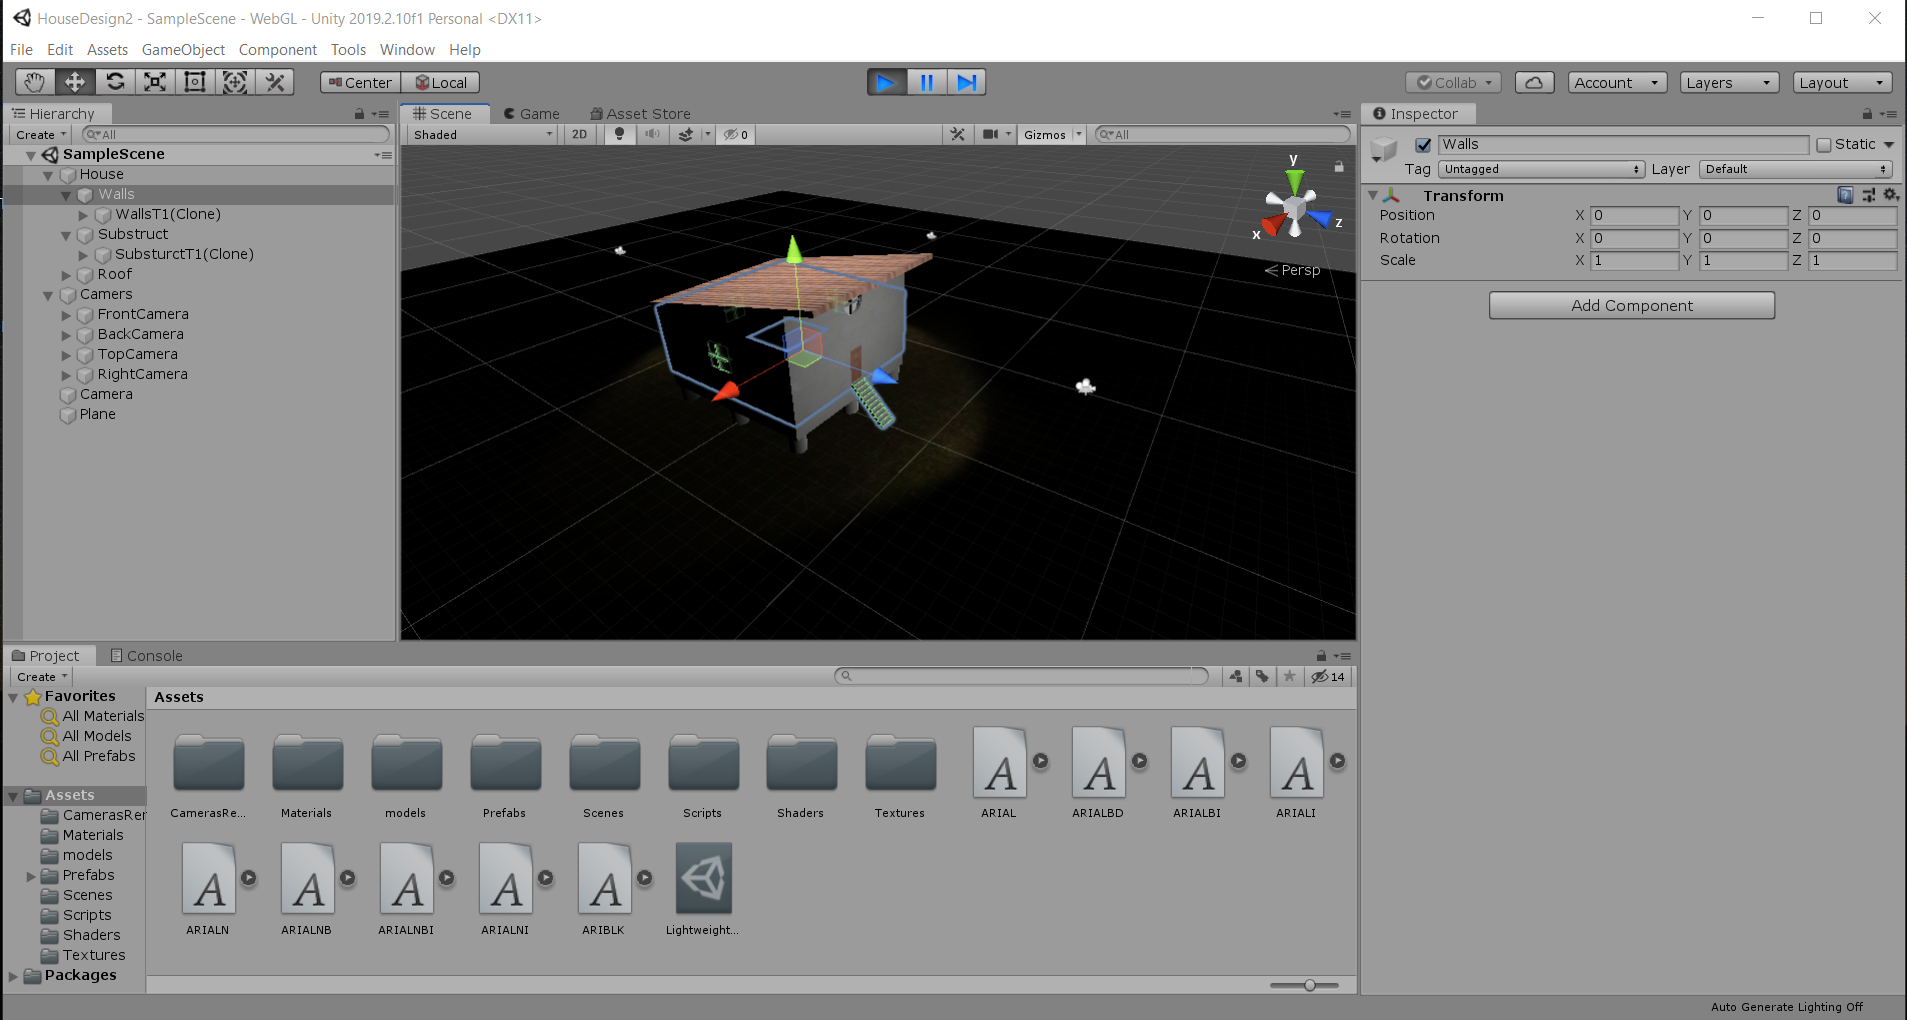 HouseDesign2 - SampleScene - WebGL - Unity 2019.2.10f1 Personal <DX11>
File Edit Assets GameObject Component Tools Window Help
Center Local Collab Account Layers Layout
Hierarchy
Create All
SampleScene
House
Walls
WallsT1(Clone)
Substruct
SubsturctT1(Clone)
Roof
Camers
FrontCamera
BackCamera
TopCamera
RightCamera
Camera
Plane
Scene Game Asset Store
Shaded 2D 0 Gizmos All
y
x
z
Persp
Inspector
Walls Static
Tag Untagged Layer Default
Transform
Position X 0 Y 0 Z 0
Rotation X 0 Y 0 Z 0
Scale X 1 Y 1 Z 1
Add Component
Project Console
Create 14
Favorites
All Materials
All Models
All Prefabs
Assets
CamerasRer
Materials
models
Prefabs
Scenes
Scripts
Shaders
Textures
Packages
Assets
CamerasRe... Materials models Prefabs Scenes Scripts Shaders Textures ARIAL ARIALBD ARIALBI ARIALI
ARIALN ARIALNB ARIALNBI ARIALNI ARIBLK Lightweight...
Auto Generate Lighting Off